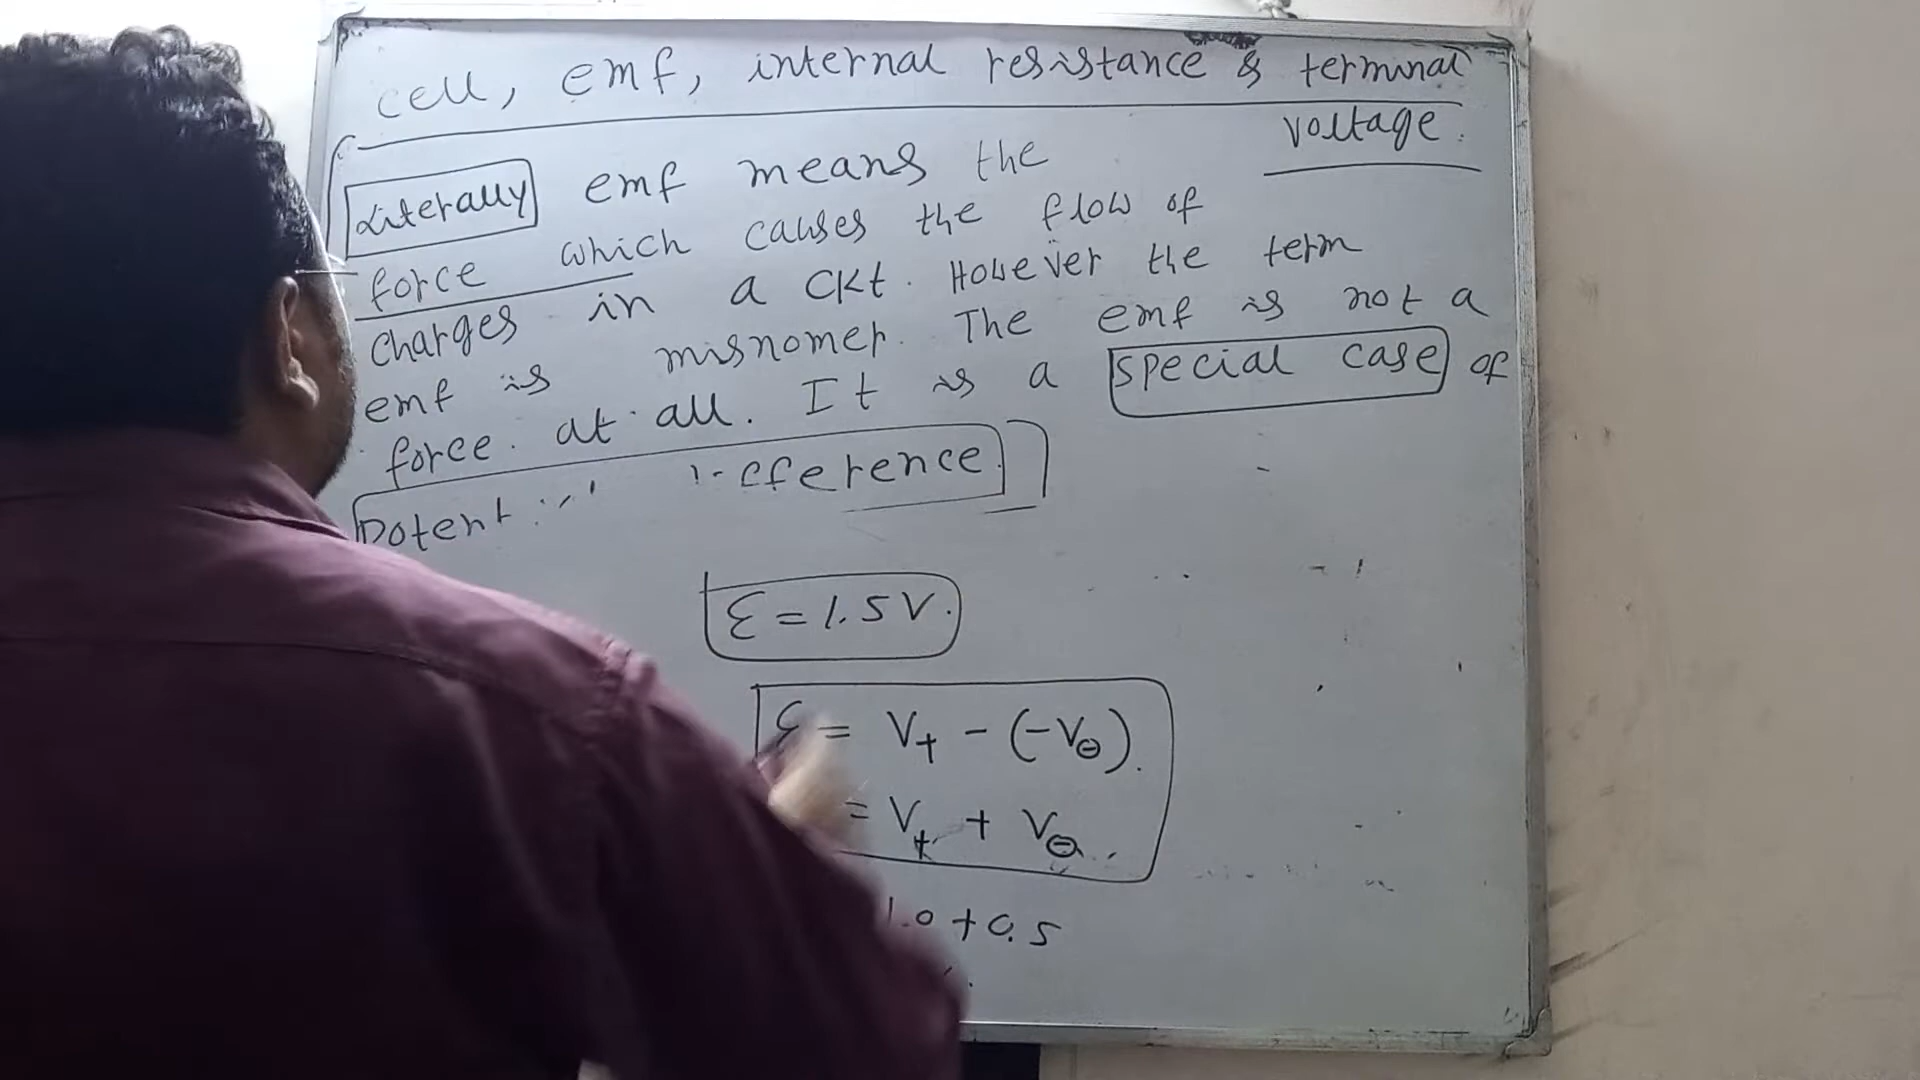 cell, emf, internal resistance & terminal
voltage.
Literally emf means the
force which causes the flow of
charges in a ckt. However the term
emf is misnomer. The emf is not a
force. at all. It is a special case of
ε = 1.5 V.
ε = V+ - (-V⊖).
= V+ + V⊖
1.0 + 0.5